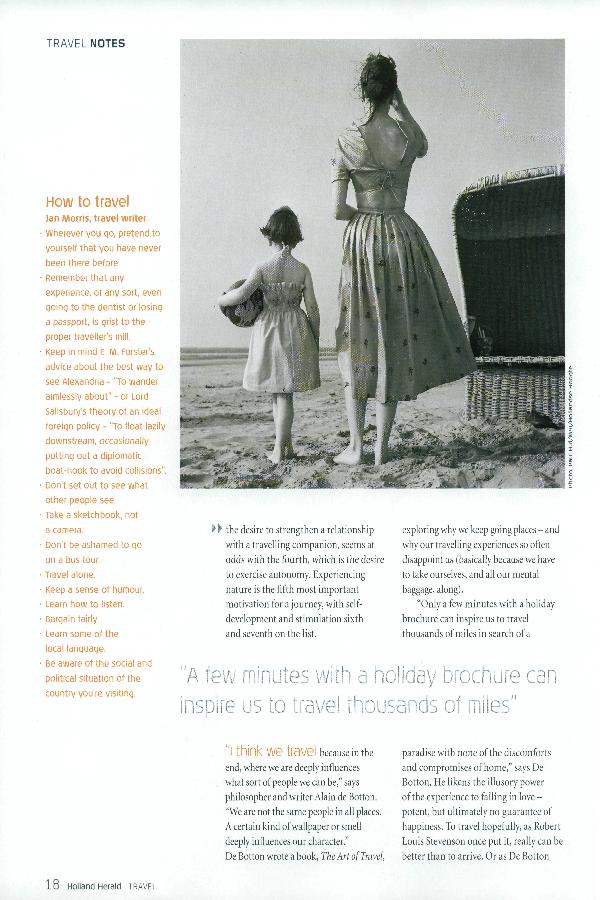 TRAVEL NOTES
How to travel
Jan Morris, travel writer
· Wherever you go, pretend to
yourself that you have never
been there before
· Remember that any
experience, of any sort, even
going to the dentist or losing
a passport, is grist to the
proper traveller's mill.
· Keep in mind E. M. Forster's
advice about the best way to
see Alexandria - "To wander
aimlessly about" - or Lord
Salisbury's theory of an ideal
foreign policy - "To float lazily
downstream, occasionally
putting out a diplomatic
boat-hook to avoid collisions".
· Don't set out to see what
other people see
· Take a sketchbook, not
a camera.
· Don't be ashamed to go
on a bus tour
· Travel alone.
· Keep a sense of humour.
· Learn how to listen.
· Bargain fairly
· Learn some of the
local language.
· Be aware of the social and
political situation of the
country you're visiting.
the desire to strengthen a relationship
with a travelling companion, seems at
odds with the fourth, which is the desire
to exercise autonomy. Experiencing
nature is the fifth most important
motivation for a journey, with self-
development and stimulation sixth
and seventh on the list.
exploring why we keep going places – and
why our travelling experiences so often
disappoint us (basically because we have
to take ourselves, and all our mental
baggage, along).
"Only a few minutes with a holiday
brochure can inspire us to travel
thousands of miles in search of a
"A few minutes with a holiday brochure can
inspire us to travel thousands of miles"
"I think we travel because in the
end, where we are deeply influences
what sort of people we can be," says
philosopher and writer Alain de Botton.
"We are not the same people in all places.
A certain kind of wallpaper or smell
deeply influences our character."
De Botton wrote a book, The Art of Travel,
paradise with none of the discomforts
and compromises of home," says De
Botton. He likens the illusory power
of the experience to falling in love –
potent, but ultimately no guarantee of
happiness. To travel hopefully, as Robert
Louis Stevenson once put it, really can be
better than to arrive. Or as De Botton
18 Holland Herald TRAVEL